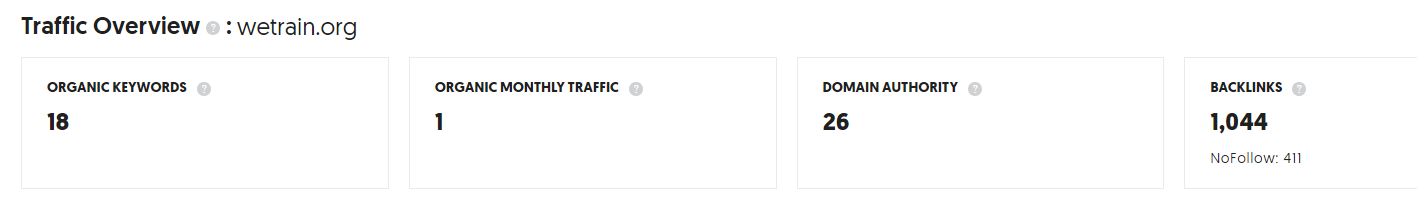 Traffic Overview ? : wetrain.org
ORGANIC KEYWORDS ?
18
ORGANIC MONTHLY TRAFFIC ?
1
DOMAIN AUTHORITY ?
26
BACKLINKS ?
1,044
NoFollow: 411